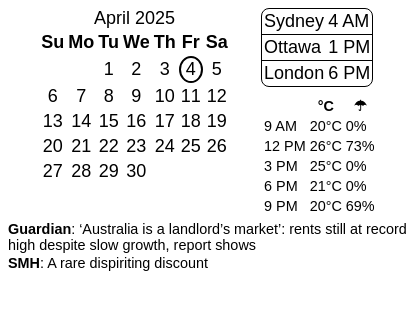 April 2025
Su Mo Tu We Th Fr Sa
1 2 3 4 5
6 7 8 9 10 11 12
13 14 15 16 17 18 19
20 21 22 23 24 25 26
27 28 29 30
Sydney 4 AM
Ottawa 1 PM
London 6 PM
°C ☂
9 AM 20°C 0%
12 PM 26°C 73%
3 PM 25°C 0%
6 PM 21°C 0%
9 PM 20°C 69%
Guardian: ‘Australia is a landlord’s market’: rents still at record
high despite slow growth, report shows
SMH: A rare dispiriting discount